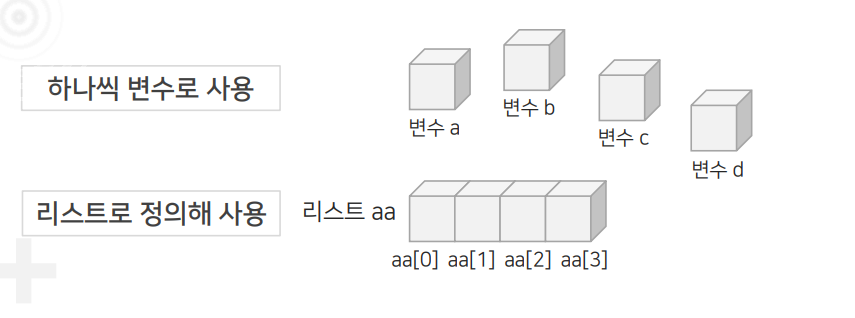 하나씩 변수로 사용
변수 a
변수 b
변수 c
변수 d
리스트로 정의해 사용
리스트 aa
aa[0] aa[1] aa[2] aa[3]